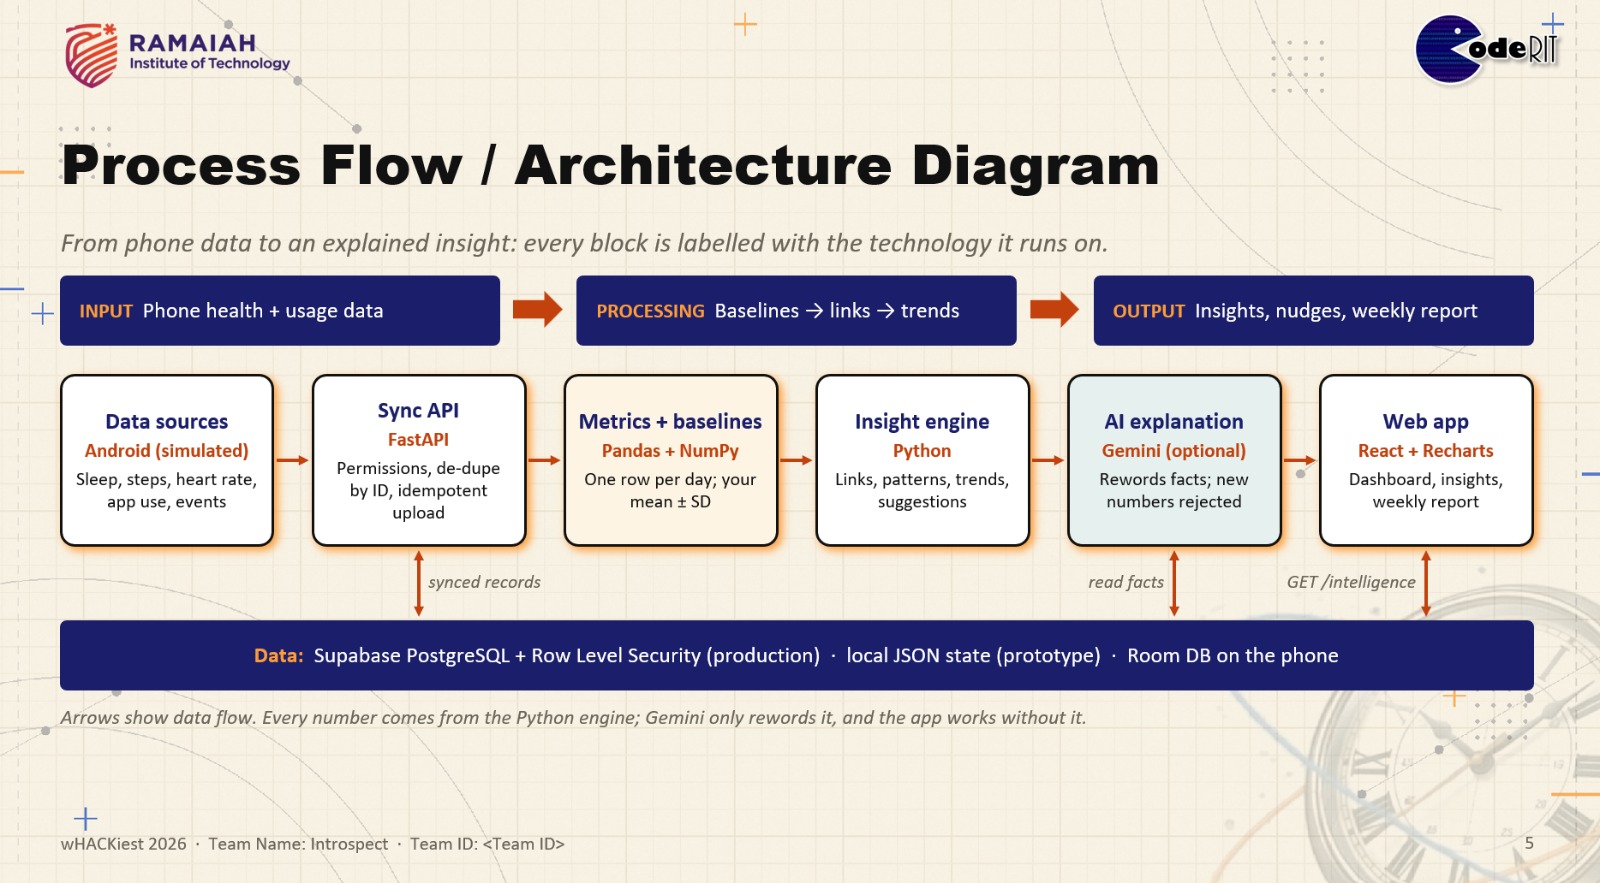 RAMAIAH
Institute of Technology
odeRIT
Process Flow / Architecture Diagram
From phone data to an explained insight: every block is labelled with the technology it runs on.
INPUT Phone health + usage data
PROCESSING Baselines → links → trends
OUTPUT Insights, nudges, weekly report
Data sources
Android (simulated)
Sleep, steps, heart rate,
app use, events
Sync API
FastAPI
Permissions, de-dupe
by ID, idempotent
upload
Metrics + baselines
Pandas + NumPy
One row per day; your
mean ± SD
Insight engine
Python
Links, patterns, trends,
suggestions
AI explanation
Gemini (optional)
Rewords facts; new
numbers rejected
Web app
React + Recharts
Dashboard, insights,
weekly report
synced records
read facts
GET /intelligence
Data: Supabase PostgreSQL + Row Level Security (production) · local JSON state (prototype) · Room DB on the phone
Arrows show data flow. Every number comes from the Python engine; Gemini only rewords it, and the app works without it.
wHACKiest 2026 · Team Name: Introspect · Team ID: <Team ID>
5